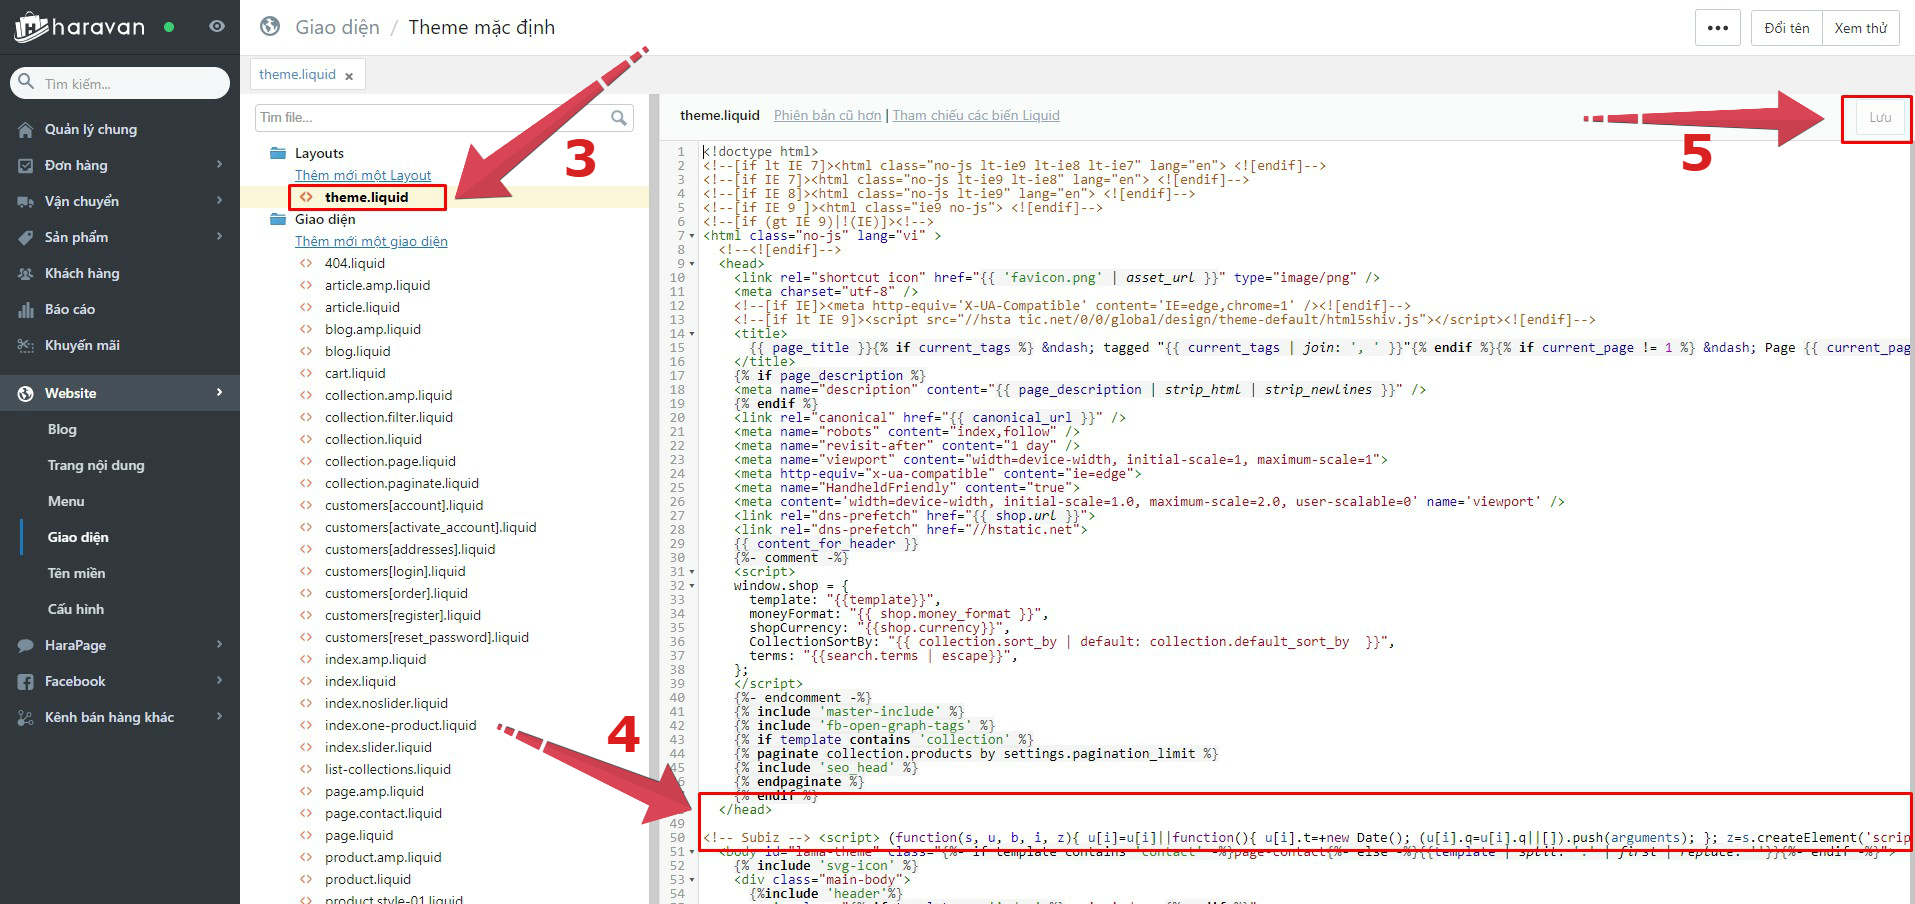 haravan
Giao diện / Theme mặc định
•••
Đổi tên
Xem thử
Tìm kiếm...
Quản lý chung
Đơn hàng
Vận chuyển
Sản phẩm
Khách hàng
Báo cáo
Khuyến mãi
Website
Blog
Trang nội dung
Menu
Giao diện
Tên miền
Cấu hình
HaraPage
Facebook
Kênh bán hàng khác
theme.liquid ×
Tìm file...
3
Layouts
Thêm mới một Layout
theme.liquid
Giao diện
Thêm mới một giao diện
404.liquid
article.amp.liquid
article.liquid
blog.amp.liquid
blog.liquid
cart.liquid
collection.amp.liquid
collection.filter.liquid
collection.liquid
collection.page.liquid
collection.paginate.liquid
customers[account].liquid
customers[activate_account].liquid
customers[addresses].liquid
customers[login].liquid
customers[order].liquid
customers[register].liquid
customers[reset_password].liquid
index.amp.liquid
index.liquid
index.noslider.liquid
index.one-product.liquid
index.slider.liquid
list-collections.liquid
page.amp.liquid
page.contact.liquid
page.liquid
product.amp.liquid
product.liquid
product.style-01.liquid
4
theme.liquid Phiên bản cũ hơn | Tham chiếu các biến Liquid
5
Lưu
1 <!doctype html>
2 <!--[if lt IE 7]><html class="no-js lt-ie9 lt-ie8 lt-ie7" lang="en"> <![endif]-->
3 <!--[if IE 7]><html class="no-js lt-ie9 lt-ie8" lang="en"> <![endif]-->
4 <!--[if IE 8]><html class="no-js lt-ie9" lang="en"> <![endif]-->
5 <!--[if IE 9 ]><html class="ie9 no-js"> <![endif]-->
6 <!--[if (gt IE 9)|!(IE)]><!-->
7 <html class="no-js" lang="vi" >
8 <!--<![endif]-->
9 <head>
10 <link rel="shortcut icon" href="{{ 'favicon.png' | asset_url }}" type="image/png" />
11 <meta charset="utf-8" />
12 <!--[if IE]><meta http-equiv='X-UA-Compatible' content='IE=edge,chrome=1' /><![endif]-->
13 <!--[if lt IE 9]><script src="//hsta tic.net/0/0/global/design/theme-default/html5shiv.js"></script><![endif]-->
14 <title>
15 {{ page_title }}{% if current_tags %} &ndash; tagged "{{ current_tags | join: ', ' }}"{% endif %}{% if current_page != 1 %} &ndash; Page {{ current_pag
16 </title>
17 {% if page_description %}
18 <meta name="description" content="{{ page_description | strip_html | strip_newlines }}" />
19 {% endif %}
20 <link rel="canonical" href="{{ canonical_url }}" />
21 <meta name="robots" content="index,follow" />
22 <meta name="revisit-after" content="1 day" />
23 <meta name="viewport" content="width=device-width, initial-scale=1, maximum-scale=1">
24 <meta http-equiv="x-ua-compatible" content="ie=edge">
25 <meta name="HandheldFriendly" content="true">
26 <meta content='width=device-width, initial-scale=1.0, maximum-scale=2.0, user-scalable=0' name='viewport' />
27 <link rel="dns-prefetch" href="{{ shop.url }}">
28 <link rel="dns-prefetch" href="//hstatic.net">
29 {{ content_for_header }}
30 {%- comment -%}
31 <script>
32 window.shop = {
33 template: "{{template}}",
34 moneyFormat: "{{ shop.money_format }}",
35 shopCurrency: "{{shop.currency}}",
36 CollectionSortBy: "{{ collection.sort_by | default: collection.default_sort_by }}",
37 terms: "{{search.terms | escape}}",
38 };
39 </script>
40 {%- endcomment -%}
41 {% include 'master-include' %}
42 {% include 'fb-open-graph-tags' %}
43 {% if template contains 'collection' %}
44 {% paginate collection.products by settings.pagination_limit %}
45 {% include 'seo_head' %}
{% endpaginate %}
{% endif %}
</head>
49
50 <!-- Subiz --> <script> (function(s, u, b, i, z){ u[i]=u[i]||function(){ u[i].t=+new Date(); (u[i].q=u[i].q||[]).push(arguments); }; z=s.createElement('scrip
51 <body id="lama-theme" class="{%- if template contains 'contact' -%}page-contact{%- else -%}{{template | split: '.' | first | replace: ''}}{%- endif -%}">
52 {% include 'svg-icon' %}
53 <div class="main-body">
54 {%include 'header'%}